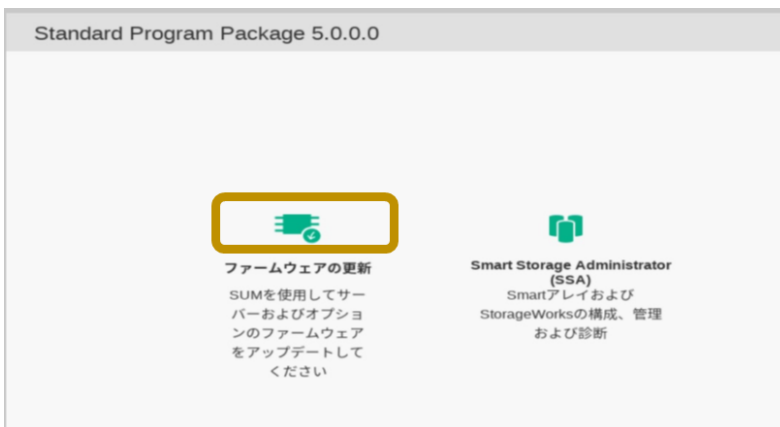 Standard Program Package 5.0.0.0
ファームウェアの更新
SUMを使用してサー
バーおよびオプショ
ンのファームウェア
をアップデートして
ください
Smart Storage Administrator
(SSA)
Smartアレイおよび
StorageWorksの構成、管理
および診断